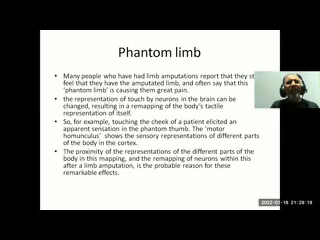 Phantom limb
• Many people who have had limb amputations report that they st
feel that they have the amputated limb, and often say that this
'phantom limb' is causing them great pain.
• the representation of touch by neurons in the brain can be
changed, resulting in a remapping of the body's tactile
representation of itself.
• So, for example, touching the cheek of a patient elicited an
apparent sensation in the phantom thumb. The 'motor
homunculus' shows the sensory representations of different
parts of the body in the cortex.
• The proximity of the representations of the different parts of the
body in this mapping, and the remapping of neurons within this
after a limb amputation, is the probable reason for these
remarkable effects.
2022-01-18 21:29:19